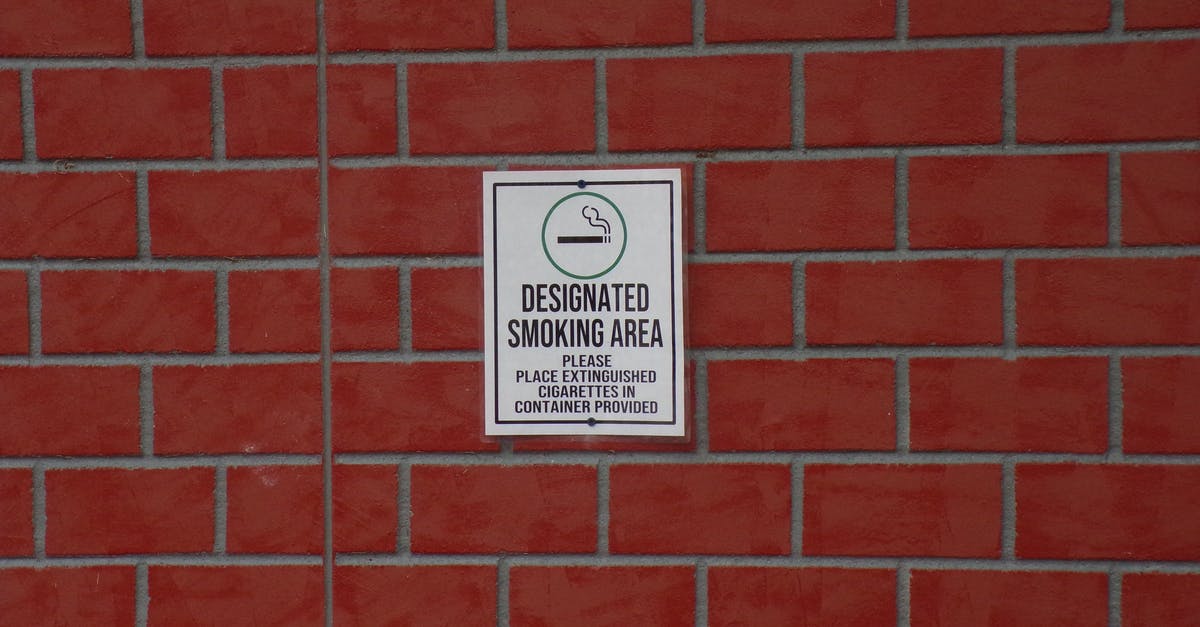 DESIGNATED
SMOKING AREA
PLEASE
PLACE EXTINGUISHED
CIGARETTES IN
CONTAINER PROVIDED